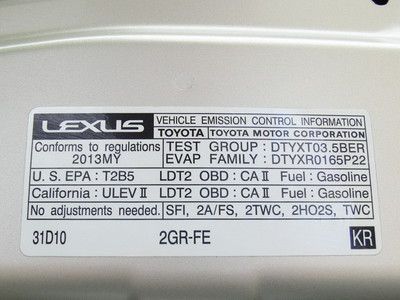 LEXUS VEHICLE EMISSION CONTROL INFORMATION
TOYOTA TOYOTA MOTOR CORPORATION
Conforms to regulations TEST GROUP : DTYXT03.5BER
2013MY EVAP FAMILY : DTYXR0165P22
U. S. EPA : T2B5 LDT2 OBD : CA II Fuel : Gasoline
California : ULEV II LDT2 OBD : CA II Fuel : Gasoline
No adjustments needed. SFI, 2A/FS, 2TWC, 2HO2S, TWC
31D10 2GR-FE KR